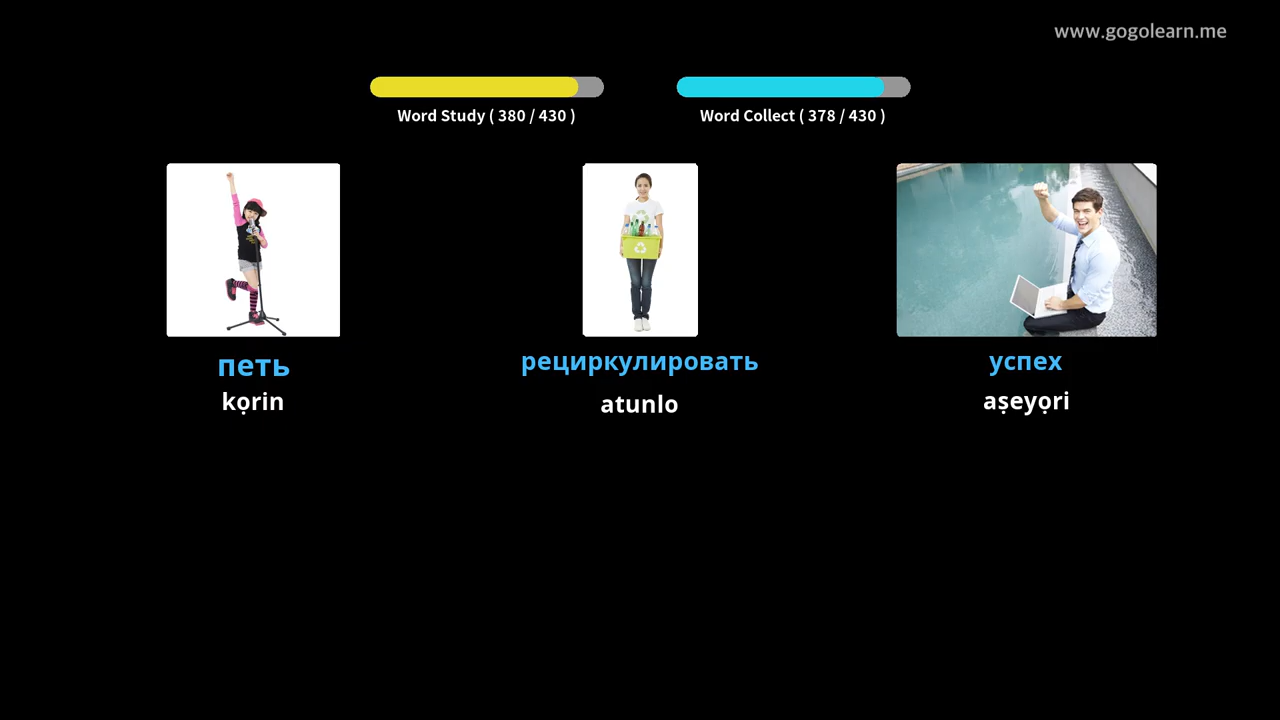 www.gogolearn.me
Word Study ( 380 / 430 )
Word Collect ( 378 / 430 )
петь
рециркулировать
успех
kọrin
atunlo
aṣeyọri